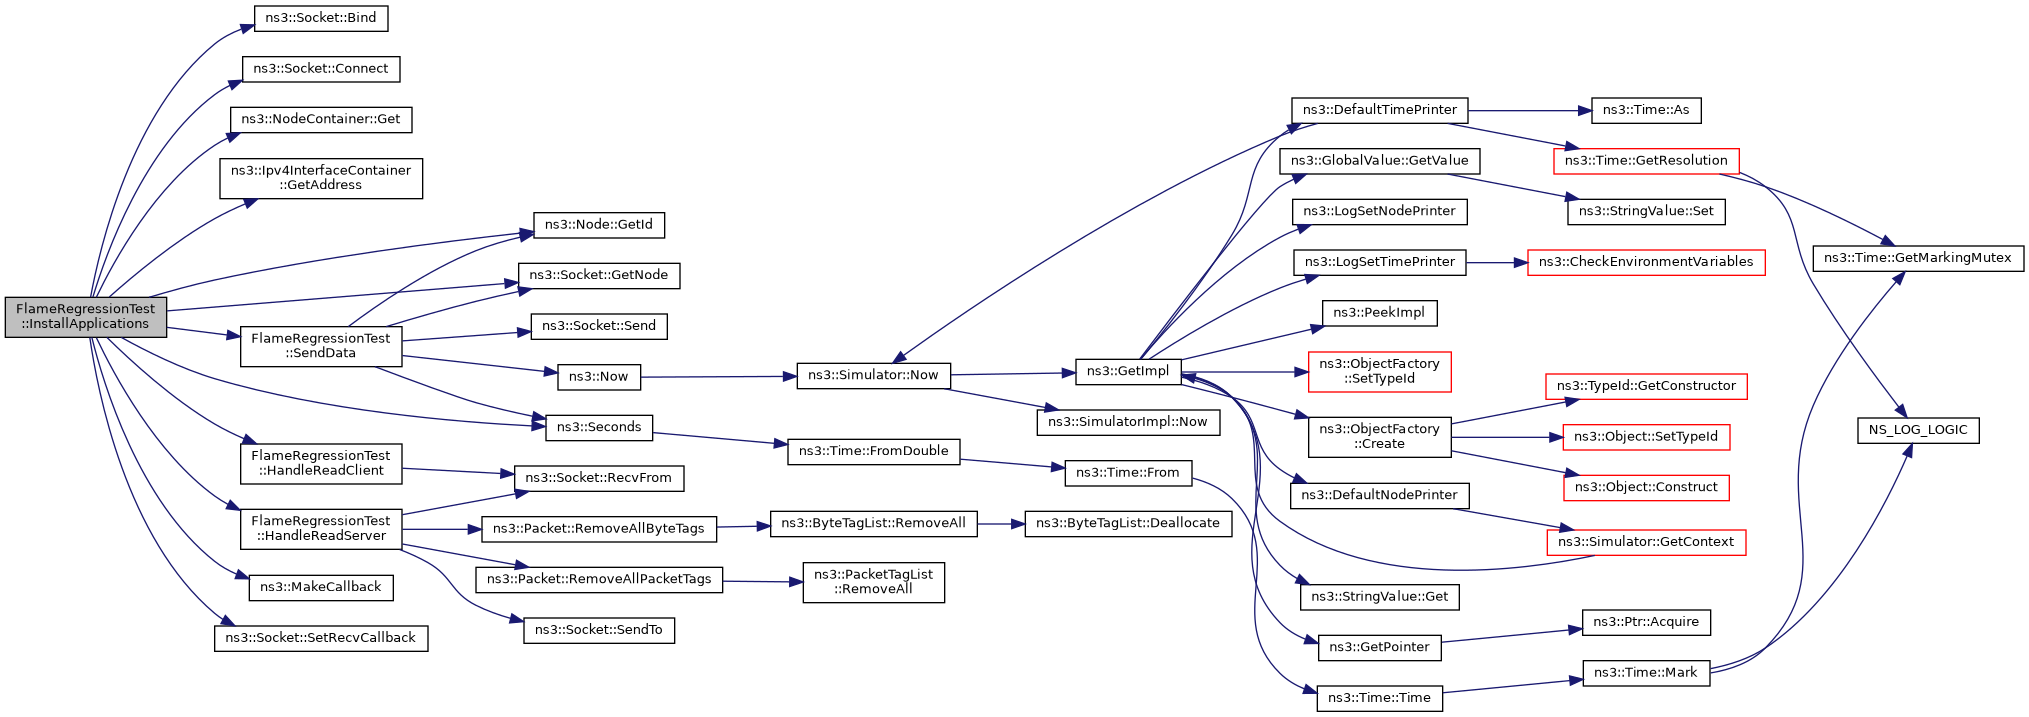 FlameRegressionTest
::InstallApplications
ns3::Socket::Bind
ns3::Socket::Connect
ns3::NodeContainer::Get
ns3::Ipv4InterfaceContainer
::GetAddress
ns3::Node::GetId
ns3::Socket::GetNode
FlameRegressionTest
::SendData
ns3::Socket::Send
ns3::Now
ns3::Seconds
FlameRegressionTest
::HandleReadClient
ns3::Socket::RecvFrom
FlameRegressionTest
::HandleReadServer
ns3::Packet::RemoveAllByteTags
ns3::Packet::RemoveAllPacketTags
ns3::Socket::SendTo
ns3::MakeCallback
ns3::Socket::SetRecvCallback
ns3::Simulator::Now
ns3::Time::FromDouble
ns3::ByteTagList::RemoveAll
ns3::PacketTagList
::RemoveAll
ns3::GetImpl
ns3::SimulatorImpl::Now
ns3::Time::From
ns3::ByteTagList::Deallocate
ns3::DefaultTimePrinter
ns3::GlobalValue::GetValue
ns3::LogSetNodePrinter
ns3::LogSetTimePrinter
ns3::PeekImpl
ns3::ObjectFactory
::SetTypeId
ns3::ObjectFactory
::Create
ns3::DefaultNodePrinter
ns3::StringValue::Get
ns3::GetPointer
ns3::Time::Time
ns3::Time::As
ns3::Time::GetResolution
ns3::StringValue::Set
ns3::CheckEnvironmentVariables
ns3::TypeId::GetConstructor
ns3::Object::SetTypeId
ns3::Object::Construct
ns3::Simulator::GetContext
ns3::Ptr::Acquire
ns3::Time::Mark
ns3::Time::GetMarkingMutex
NS_LOG_LOGIC